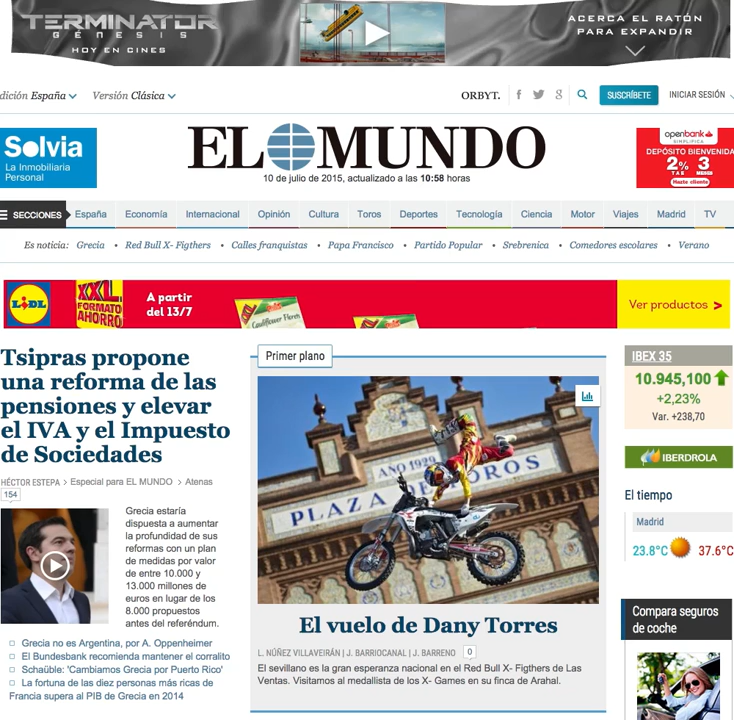 TERMINATOR
GENESIS
HOY EN CINES
ACERCA EL RATÓN
PARA EXPANDIR
dición España
Versión Clásica
ORBYT.
SUSCRÍBETE
INICIAR SESIÓN
Solvia
La Inmobiliaria
Personal
EL MUNDO
10 de julio de 2015, actualizado a las 10:58 horas
openbank
SIMPLIFICA
DEPÓSITO BIENVENIDA
2% 3
TAE MESES
Hazte cliente
SECCIONES España Economía Internacional Opinión Cultura Toros Deportes Tecnología Ciencia Motor Viajes Madrid TV
Es noticia: Grecia • Red Bull X- Figthers • Calles franquistas • Papa Francisco • Partido Popular • Srebrenica • Comedores escolares • Verano
LIDL
XXL
FORMATO
AHORRO
A partir
del 13/7
Cauliflower Florets
Ver productos >
Tsipras propone
una reforma de las
pensiones y elevar
el IVA y el Impuesto
de Sociedades
HÉCTOR ESTEPA > Especial para EL MUNDO > Atenas
154
Grecia estaría
dispuesta a aumentar
la profundidad de sus
reformas con un plan
de medidas por valor
de entre 10.000 y
13.000 millones de
euros en lugar de los
8.000 propuestos
antes del referéndum.
Grecia no es Argentina, por A. Oppenheimer
El Bundesbank recomienda mantener el corralito
Schaüble: 'Cambiamos Grecia por Puerto Rico'
La fortuna de las diez personas más ricas de
Francia supera al PIB de Grecia en 2014
Primer plano
AÑO 1929
PLAZA DE TOROS
El vuelo de Dany Torres
L. NÚÑEZ VILLAVEIRÁN | J. BARRIOCANAL | J. BARRENO 0
El sevillano es la gran esperanza nacional en el Red Bull X- Figthers de Las
Ventas. Visitamos al medallista de los X- Games en su finca de Arahal.
IBEX 35
10.945,100
+2,23%
Var. +238,70
IBERDROLA
El tiempo
Madrid
23.8°C 37.6°C
Compara seguros
de coche